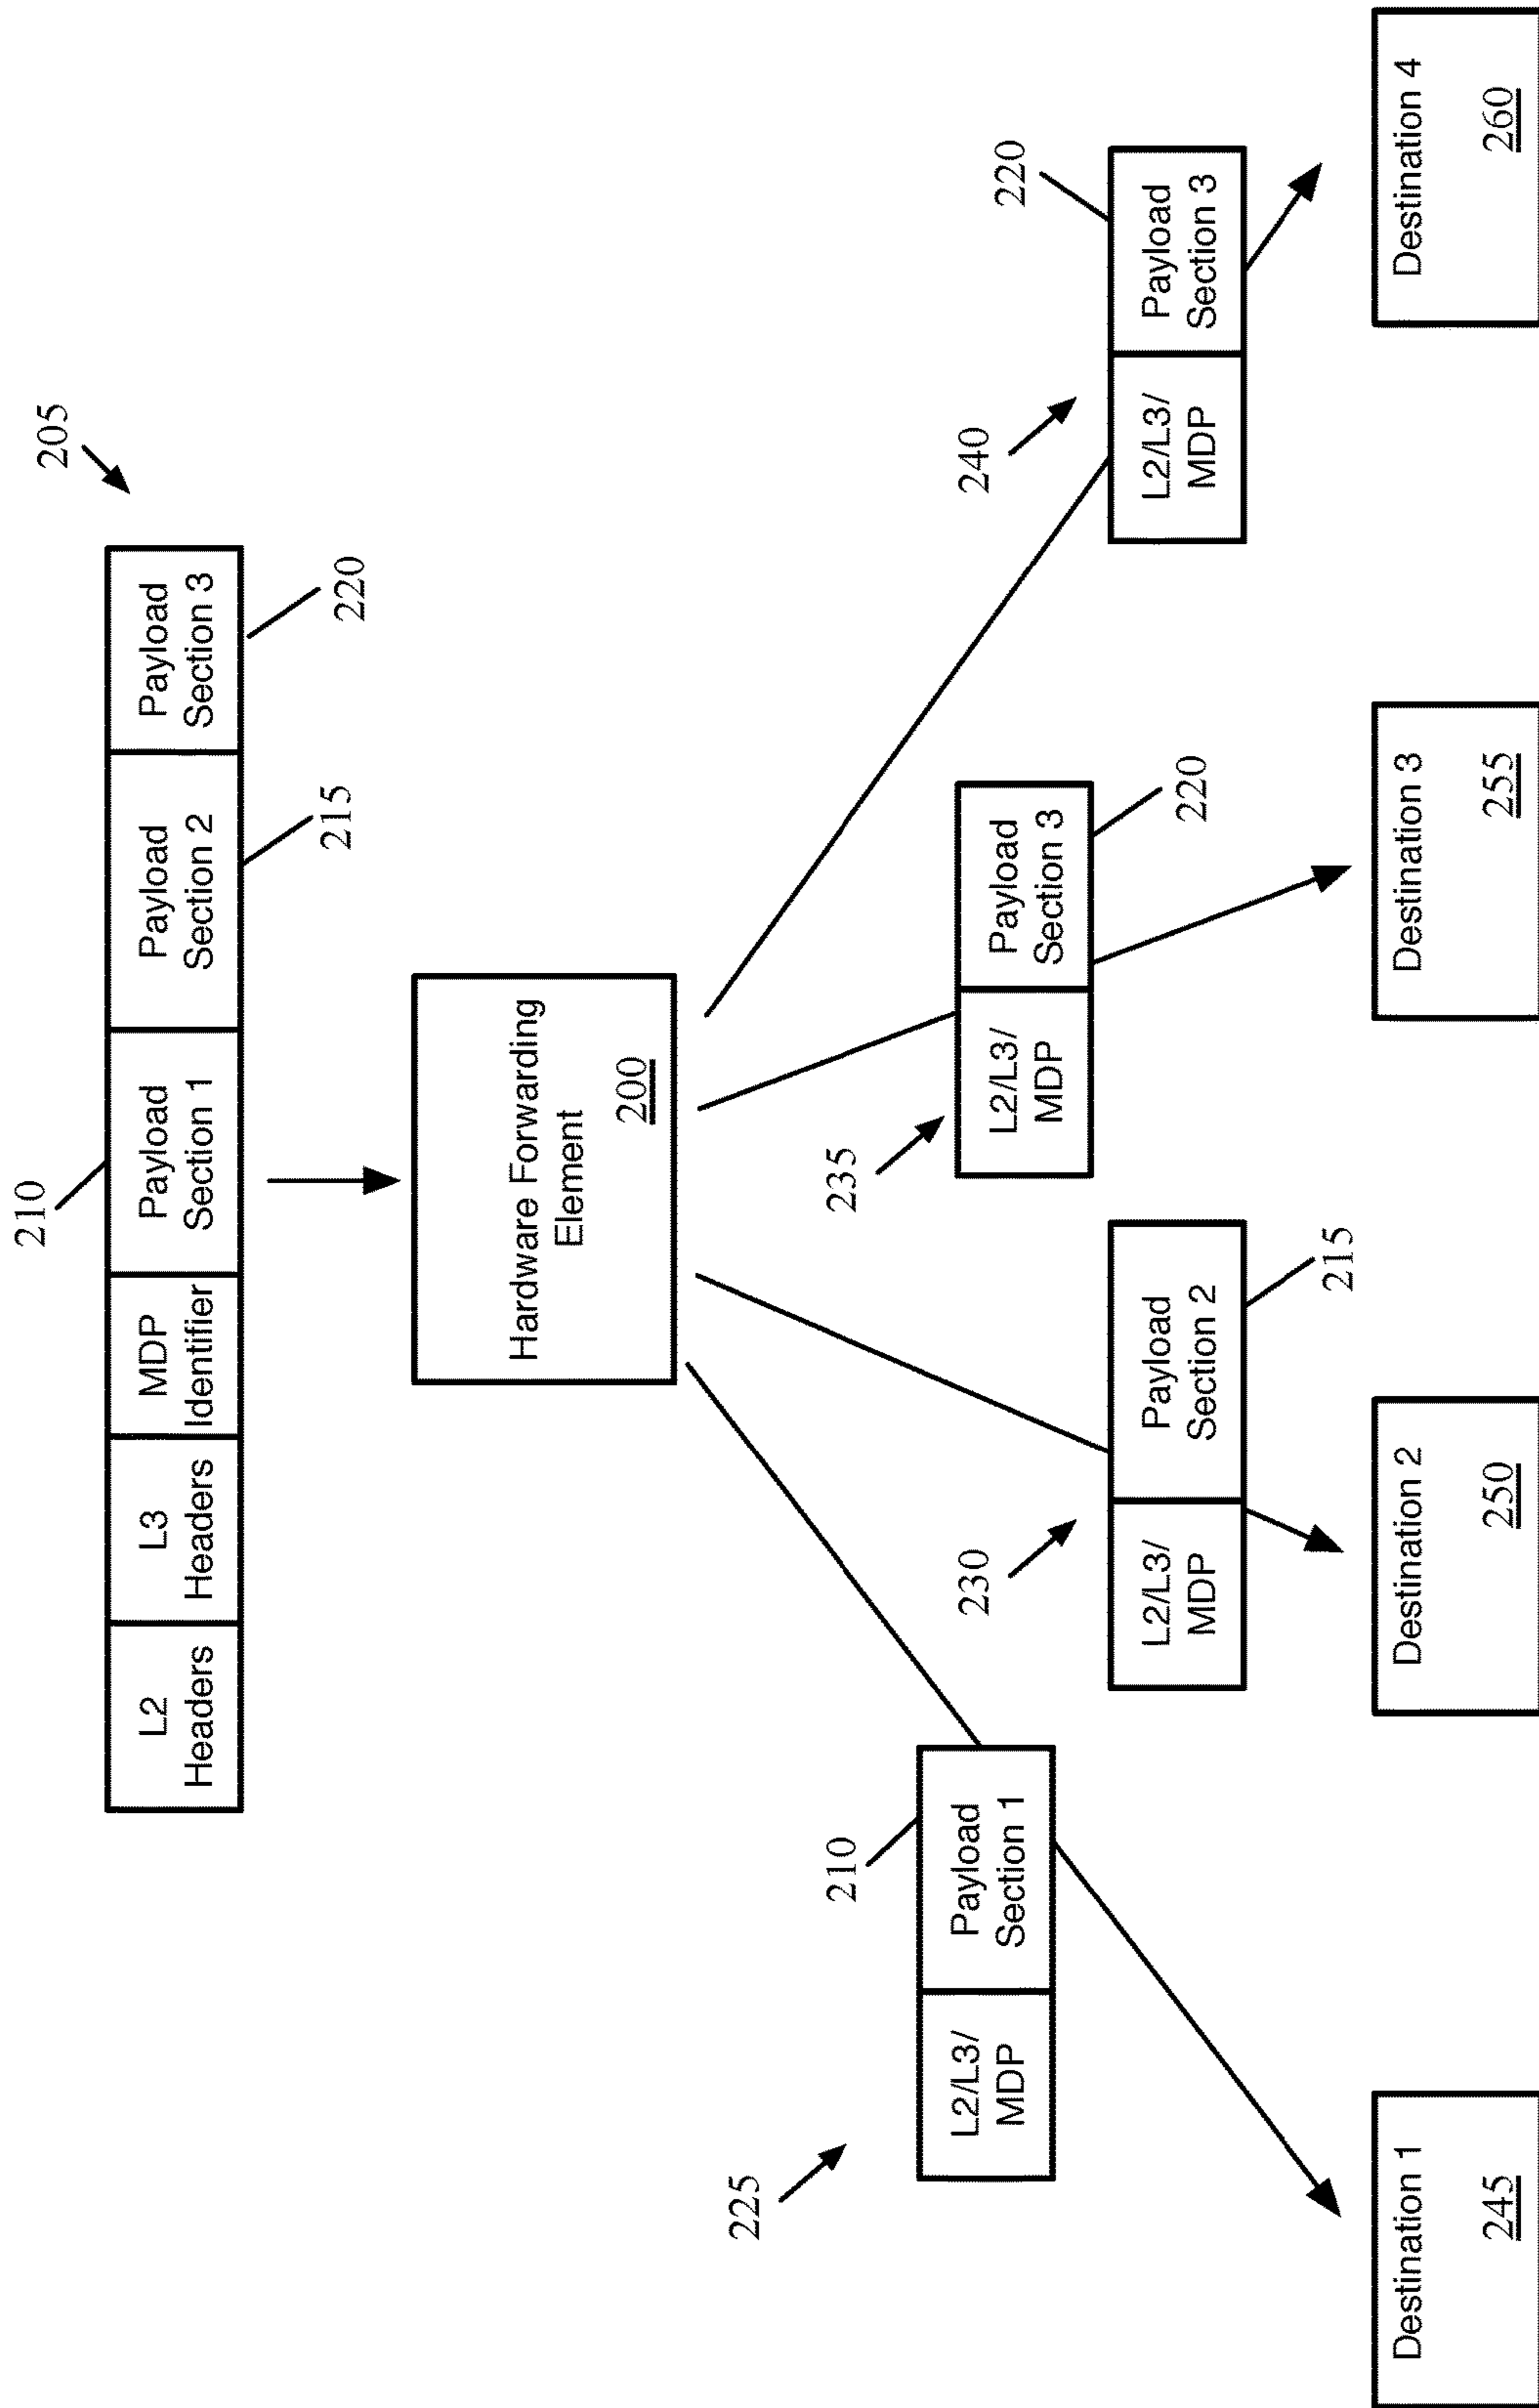 205
210
L2
Headers
L3
Headers
MDP
Identifier
Payload
Section 1
Payload
Section 2
Payload
Section 3
215
220
Hardware Forwarding
Element
200
225
210
L2/L3/
MDP
Payload
Section 1
230
L2/L3/
MDP
Payload
Section 2
215
235
L2/L3/
MDP
Payload
Section 3
220
240
220
L2/L3/
MDP
Payload
Section 3
Destination 1
245
Destination 2
250
Destination 3
255
Destination 4
260